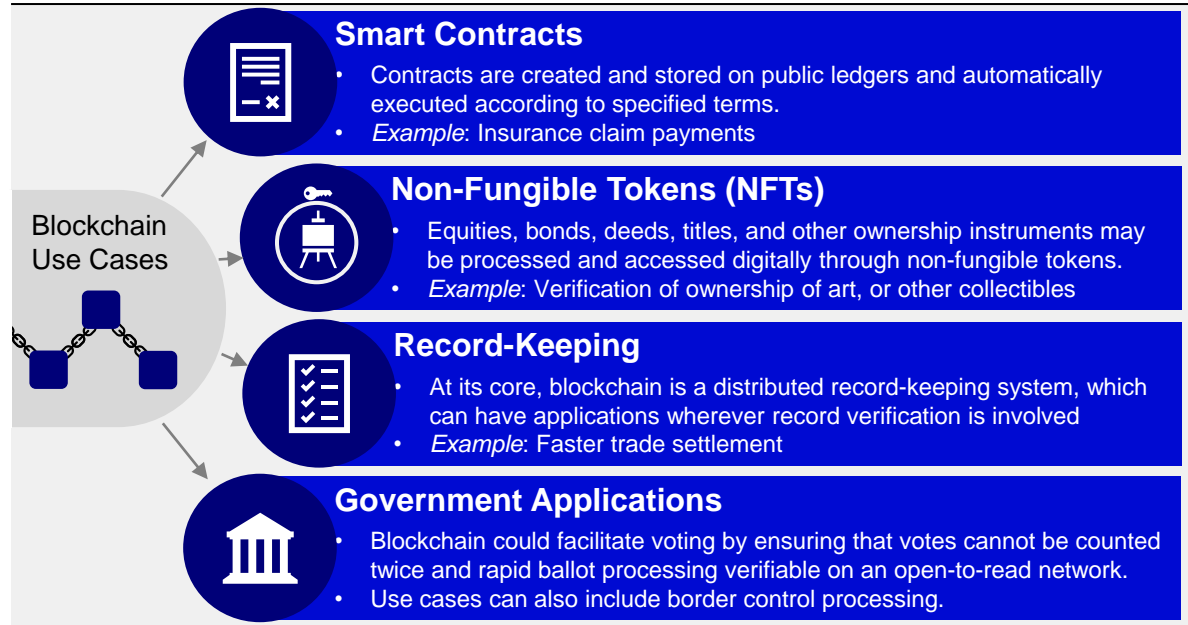 Smart Contracts
• Contracts are created and stored on public ledgers and automatically
executed according to specified terms.
• Example: Insurance claim payments
Blockchain
Use Cases
Non-Fungible Tokens (NFTs)
• Equities, bonds, deeds, titles, and other ownership instruments may
be processed and accessed digitally through non-fungible tokens.
• Example: Verification of ownership of art, or other collectibles
Record-Keeping
• At its core, blockchain is a distributed record-keeping system, which
can have applications wherever record verification is involved
• Example: Faster trade settlement
Government Applications
• Blockchain could facilitate voting by ensuring that votes cannot be counted
twice and rapid ballot processing verifiable on an open-to-read network.
• Use cases can also include border control processing.